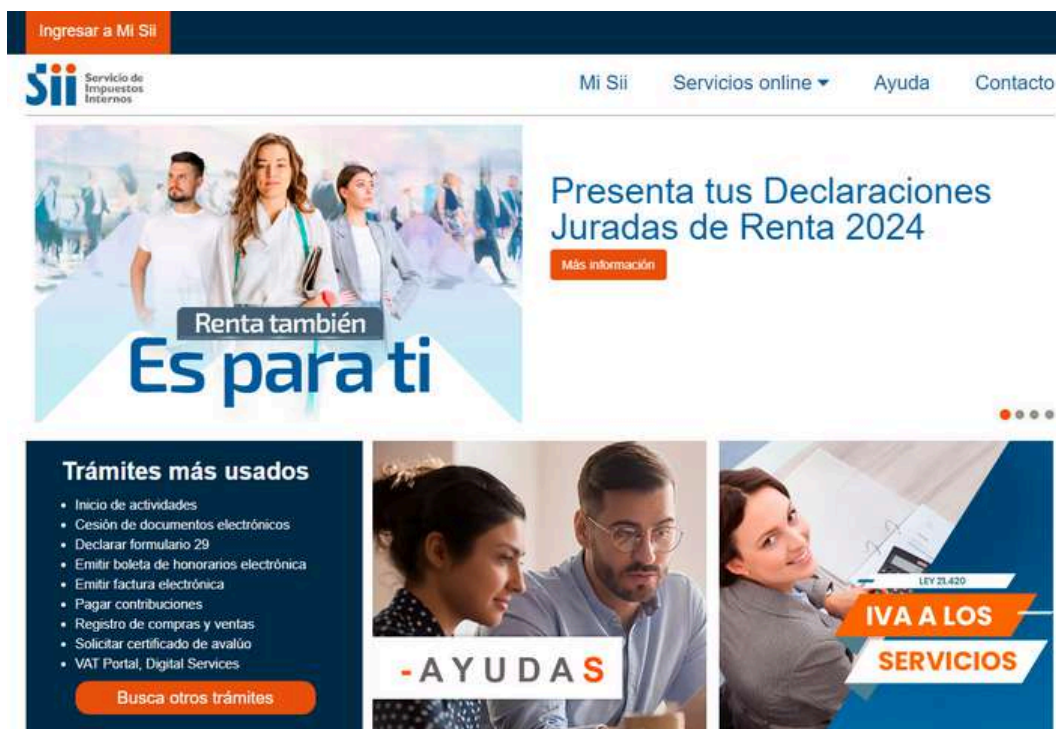 Ingresar a Mi Sii
Sii
Servicio de
Impuestos
Internos
Mi Sii
Servicios online
Ayuda
Contacto
Renta también
Es para ti
Presenta tus Declaraciones
Juradas de Renta 2024
Más información
Trámites más usados
• Inicio de actividades
• Cesión de documentos electrónicos
• Declarar formulario 29
• Emitir boleta de honorarios electrónica
• Emitir factura electrónica
• Pagar contribuciones
• Registro de compras y ventas
• Solicitar certificado de avalúo
• VAT Portal, Digital Services
Busca otros trámites
-AYUDAS
LEY 21.420
IVA A LOS
SERVICIOS